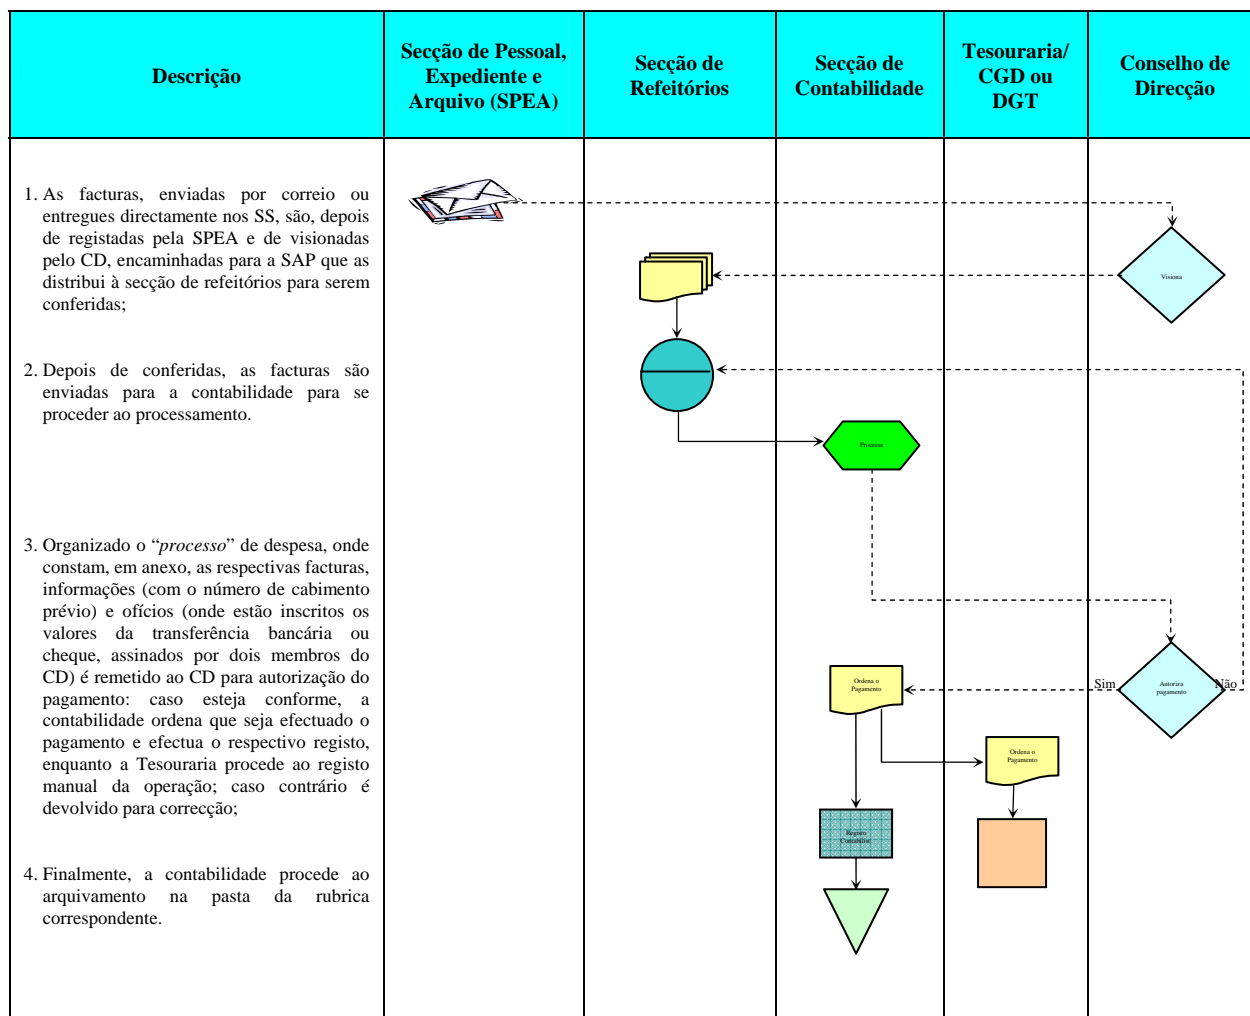 Descrição
Secção de Pessoal,
Expediente e
Arquivo (SPEA)
Secção de
Refeitórios
Secção de
Contabilidade
Tesouraria/
CGD ou
DGT
Conselho de
Direcção
1. As facturas, enviadas por correio ou
entregues directamente nos SS, são, depois
de registadas pela SPEA e de visionadas
pelo CD, encaminhadas para a SAP que as
distribui à secção de refeitórios para serem
conferidas;
Visiona
2. Depois de conferidas, as facturas são
enviadas para a contabilidade para se
proceder ao processamento.
Processa
3. Organizado o “processo” de despesa, onde
constam, em anexo, as respectivas facturas,
informações (com o número de cabimento
prévio) e ofícios (onde estão inscritos os
valores da transferência bancária ou
cheque, assinados por dois membros do
CD) é remetido ao CD para autorização do
pagamento: caso esteja conforme, a
contabilidade ordena que seja efectuado o
pagamento e efectua o respectivo registo,
enquanto a Tesouraria procede ao registo
manual da operação; caso contrário é
devolvido para correcção;
Ordena o
Pagamento
Sim
Autoriza
pagamento
Não
Ordena o
Pagamento
Registo
Contabilist
4. Finalmente, a contabilidade procede ao
arquivamento na pasta da rubrica
correspondente.